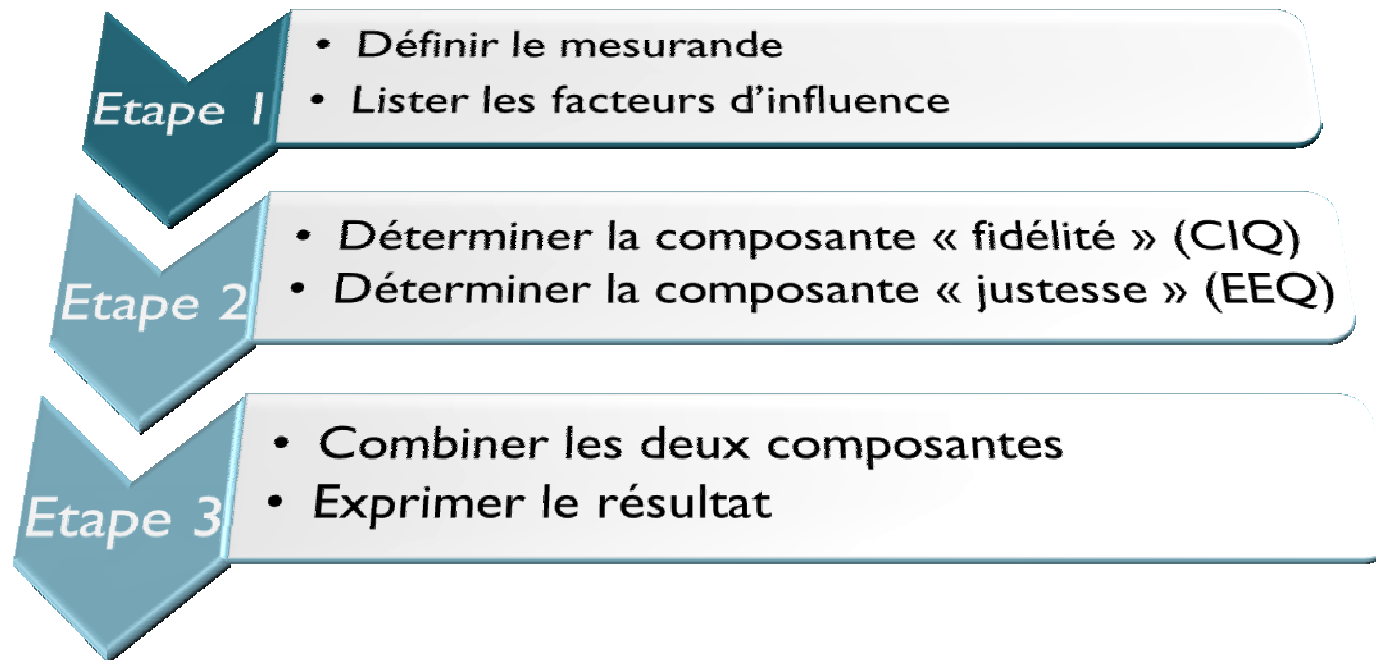 Etape 1
• Définir le mesurande
• Lister les facteurs d'influence
Etape 2
• Déterminer la composante « fidélité » (CIQ)
• Déterminer la composante « justesse » (EEQ)
Etape 3
• Combiner les deux composantes
• Exprimer le résultat